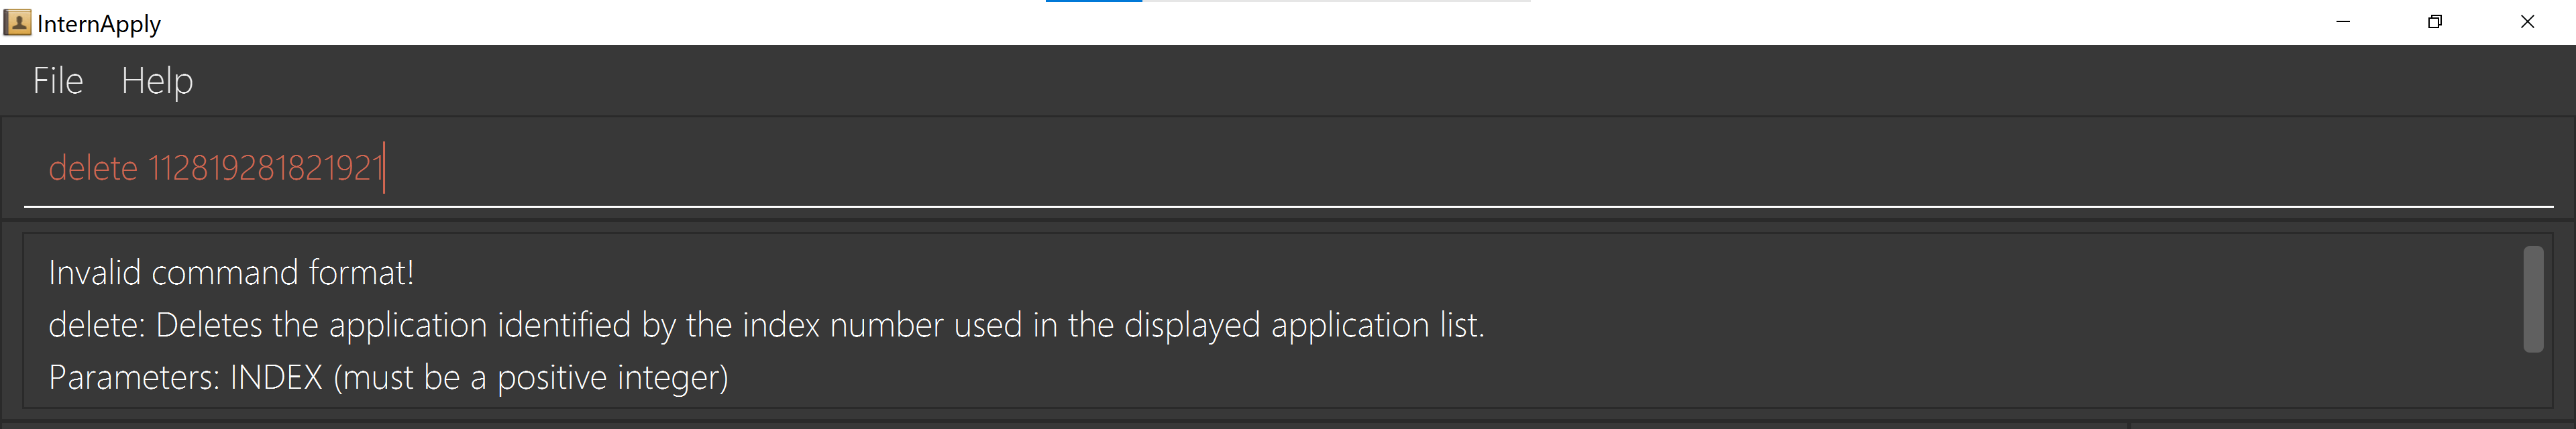 InternApply
File Help
delete 112819281821921
Invalid command format!
delete: Deletes the application identified by the index number used in the displayed application list.
Parameters: INDEX (must be a positive integer)